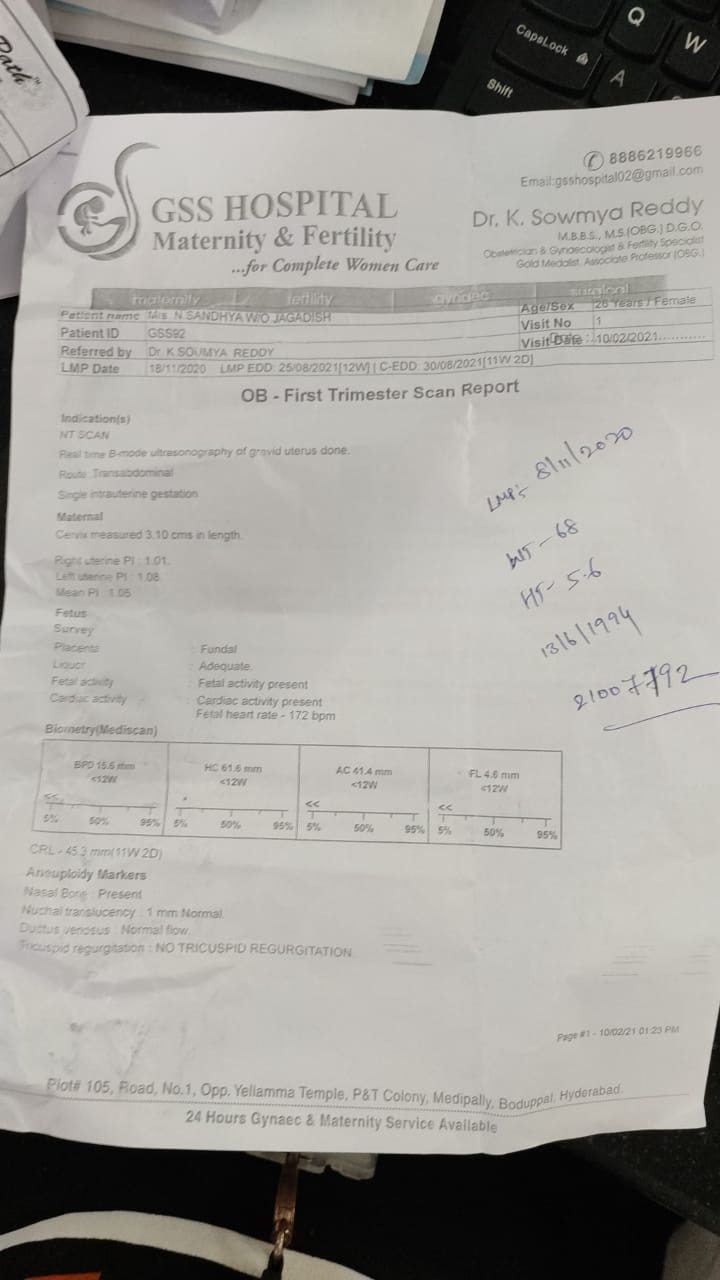 Path
CapsLock
Q
W
Shift
A
8886219966
Email:gsshospital02@gmail.com
GSS HOSPITAL
Maternity & Fertility
...for Complete Women Care
Dr. K. Sowmya Reddy
M.B.B.S., M.S.(OBG.) D.G.O.
Obstetrician & Gynaecologist & Fertility Specialist
Gold Medalist, Associate Professor (OBG.)
maternity fertility gynaec surgical
Patient name Mrs. N.SANDHYA W/O JAGADISH Age/Sex 26 Years / Female
Patient ID GSS92 Visit No 1
Referred by Dr. K.SOUMYA REDDY Visit Date : 10/02/2021
LMP Date 18/11/2020 LMP EDD: 25/08/2021[12W] | C-EDD: 30/08/2021[11W 2D]
OB - First Trimester Scan Report
Indication(s)
NT SCAN
Real time B-mode ultrasonography of gravid uterus done.
Route : Transabdominal
Single intrauterine gestation
Maternal
Cervix measured 3.10 cms in length.
Right uterine PI : 1.01.
Left uterine PI : 1.08.
Mean PI : 1.05
LMP:- 8/11/2020
WT - 68
HT - 5.6
13/6/1994
21007792
Fetus
Survey
Placenta : Fundal
Liquor : Adequate.
Fetal activity : Fetal activity present
Cardiac activity : Cardiac activity present
Fetal heart rate - 172 bpm
Biometry(Mediscan)
BPD 15.5 mm HC 61.6 mm AC 41.4 mm FL 4.6 mm
<12W <12W <12W <12W
<< << <<
5% 50% 95% 5% 50% 95% 5% 50% 95% 5% 50% 95%
CRL - 45.3 mm(11W 2D)
Aneuploidy Markers
Nasal Bone : Present
Nuchal translucency : 1 mm Normal.
Ductus venosus : Normal flow.
Tricuspid regurgitation : NO TRICUSPID REGURGITATION
Page #1 - 10/02/21 01:23 PM
Plot# 105, Road, No.1, Opp. Yellamma Temple, P&T Colony, Medipally, Boduppal, Hyderabad.
24 Hours Gynaec & Maternity Service Available